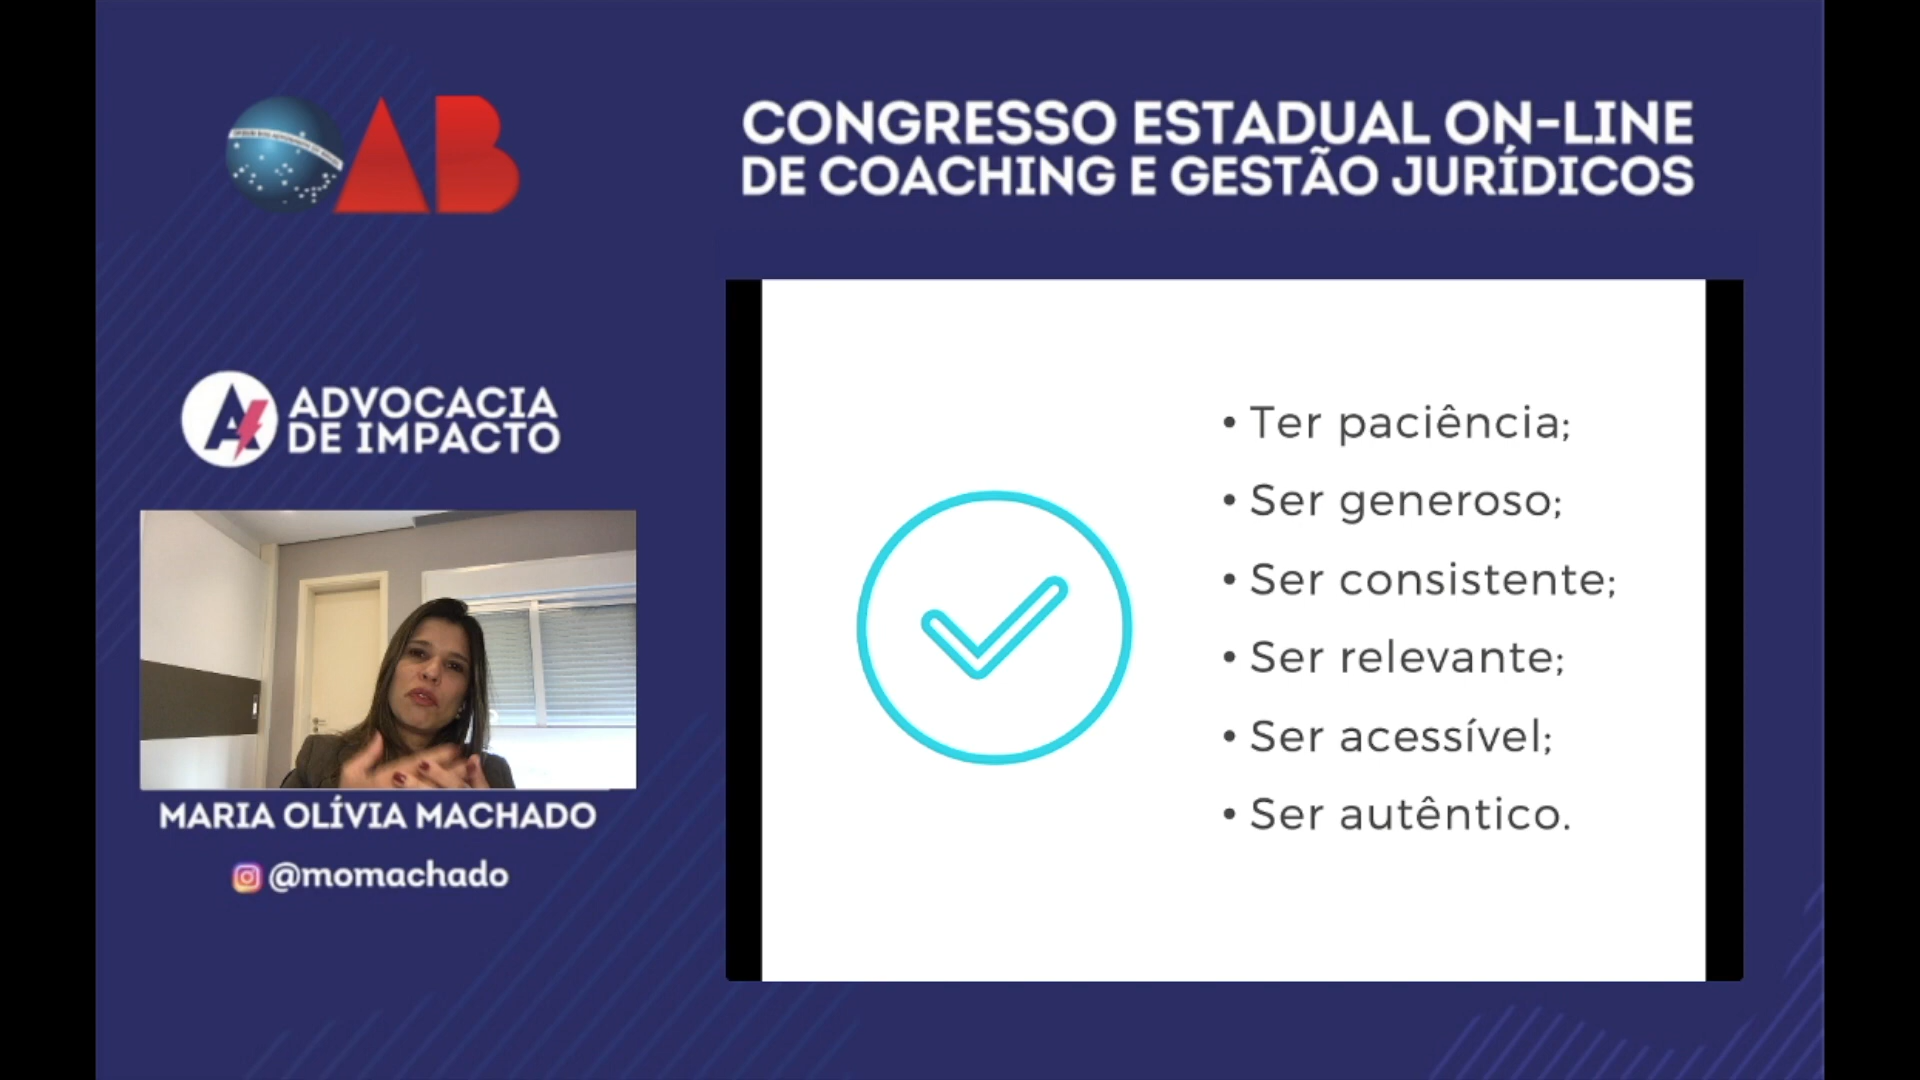 OAB
CONGRESSO ESTADUAL ON-LINE
DE COACHING E GESTÃO JURÍDICOS
ADVOCACIA
DE IMPACTO
MARIA OLÍVIA MACHADO
@momachado
• Ter paciência;
• Ser generoso;
• Ser consistente;
• Ser relevante;
• Ser acessível;
• Ser autêntico.